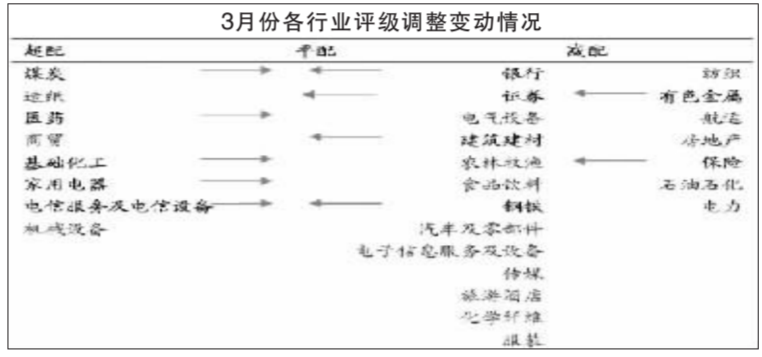 3月份各行业评级调整变动情况
超配 平配 减配
煤炭 银行 纺织
造纸 证券 有色金属
医药 电气设备 航运
商贸 建筑建材 房地产
基础化工 农林牧渔 保险
家用电器 食品饮料 石油石化
电信服务及电信设备 钢铁 电力
机械设备 汽车及零部件
电子信息服务及设备
传媒
旅游酒店
化学纤维
服装